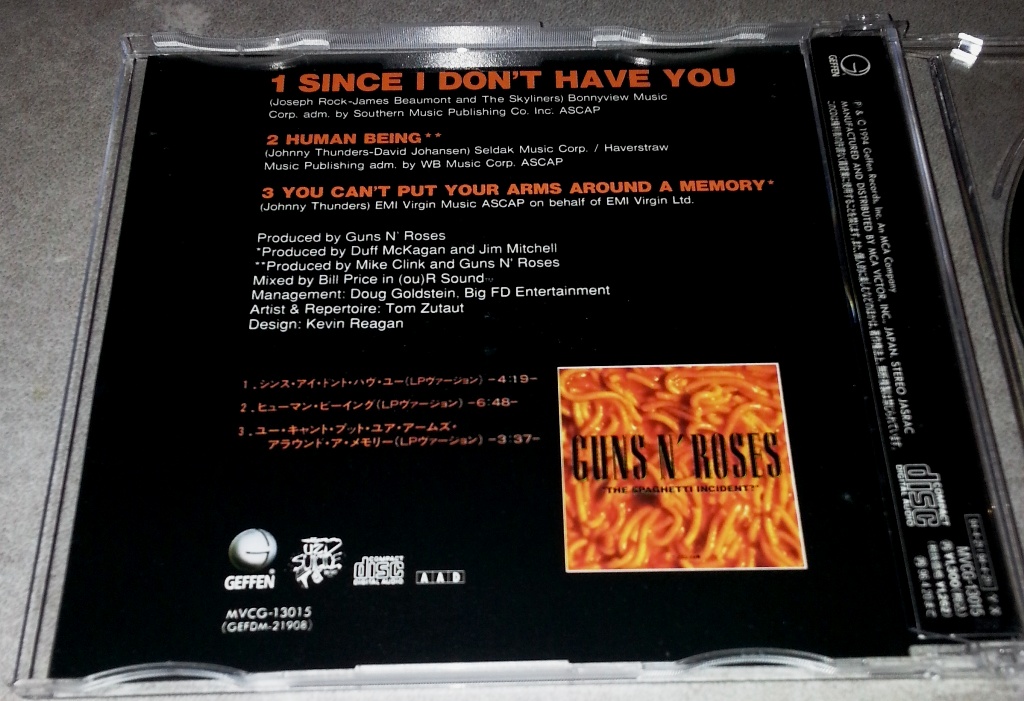 1 SINCE I DON'T HAVE YOU
(Joseph Rock-James Beaumont and The Skyliners) Bonnyview Music
Corp. adm. by Southern Music Publishing Co. Inc. ASCAP
2 HUMAN BEING**
(Johnny Thunders-David Johansen) Seldak Music Corp. / Haverstraw
Music Publishing adm. by WB Music Corp. ASCAP
3 YOU CAN'T PUT YOUR ARMS AROUND A MEMORY*
(Johnny Thunders) EMI Virgin Music ASCAP on behalf of EMI Virgin Ltd.
Produced by Guns N' Roses
*Produced by Duff McKagan and Jim Mitchell
**Produced by Mike Clink and Guns N' Roses
Mixed by Bill Price in (ou)R Sound
Management: Doug Goldstein, Big FD Entertainment
Artist & Repertoire: Tom Zutaut
Design: Kevin Reagan
1. シンス・アイ・ドント・ハヴ・ユー(LPヴァージョン) -4:19-
2. ヒューマン・ビーイング(LPヴァージョン) -6:48-
3. ユー・キャント・プット・ユア・アームズ・
アラウンド・ア・メモリー(LPヴァージョン) -3:37-
GUNS N' ROSES
"THE SPAGHETTI INCIDENT?"
GEFFEN
UZI
SUICIDE
COMPACT
disc
DIGITAL AUDIO
AAD
MVCG-13015
(GEFDM-21908)
GEFFEN
P & C 1994 Geffen Records, Inc. An MCA Company
MANUFACTURED AND DISTRIBUTED BY MCA VICTOR, INC., JAPAN. STEREO JASRAC
COMPACT
disc
DIGITAL AUDIO
MVCG-13015